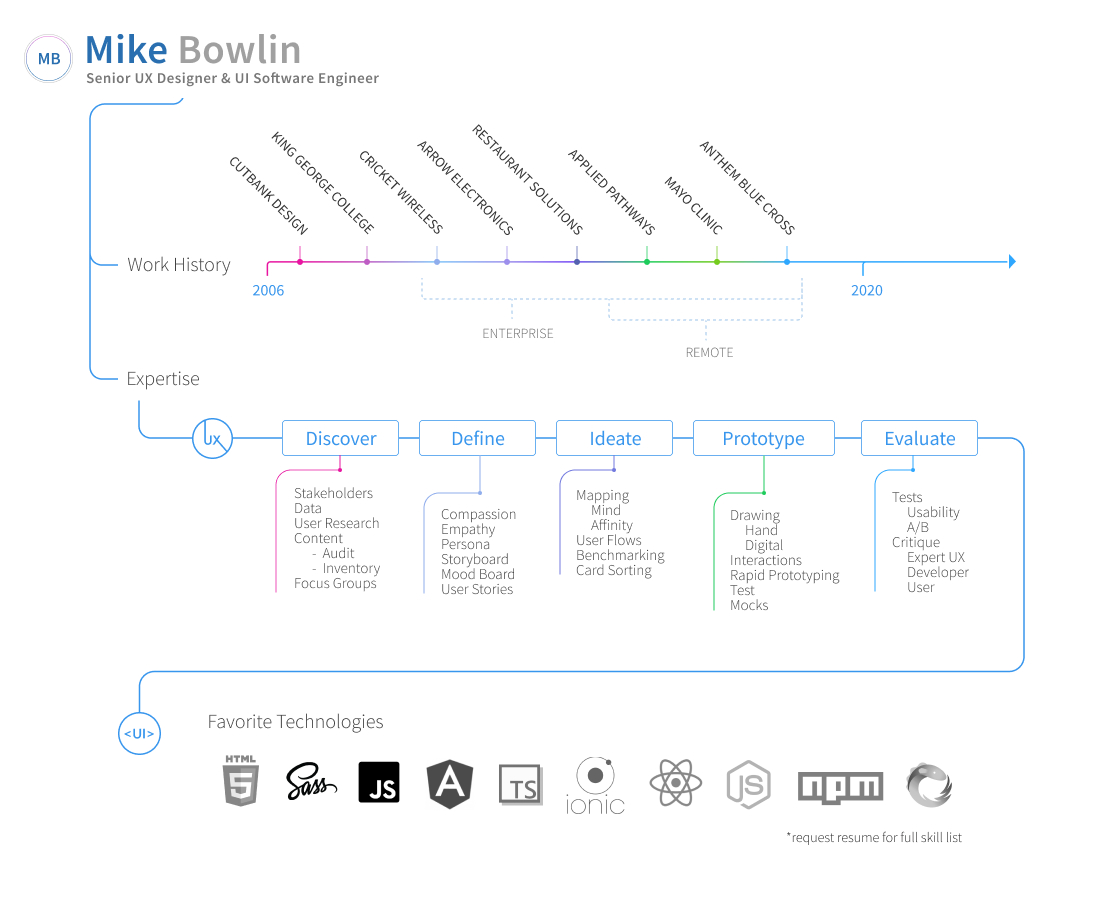 MB
Mike Bowlin
Senior UX Designer & UI Software Engineer
CUTBANK DESIGN
KING GEORGE COLLEGE
CRICKET WIRELESS
ARROW ELECTRONICS
RESTAURANT SOLUTIONS
APPLIED PATHWAYS
MAYO CLINIC
ANTHEM BLUE CROSS
Work History
2006
2020
ENTERPRISE
REMOTE
Expertise
ux
Discover
Stakeholders
Data
User Research
Content
- Audit
- Inventory
Focus Groups
Define
Compassion
Empathy
Persona
Storyboard
Mood Board
User Stories
Ideate
Mapping
Mind
Affinity
User Flows
Benchmarking
Card Sorting
Prototype
Drawing
Hand
Digital
Interactions
Rapid Prototyping
Test
Mocks
Evaluate
Tests
Usability
A/B
Critique
Expert UX
Developer
User
<UI>
Favorite Technologies
HTML
5
Sass
JS
A
TS
ionic
JS
npm
*request resume for full skill list